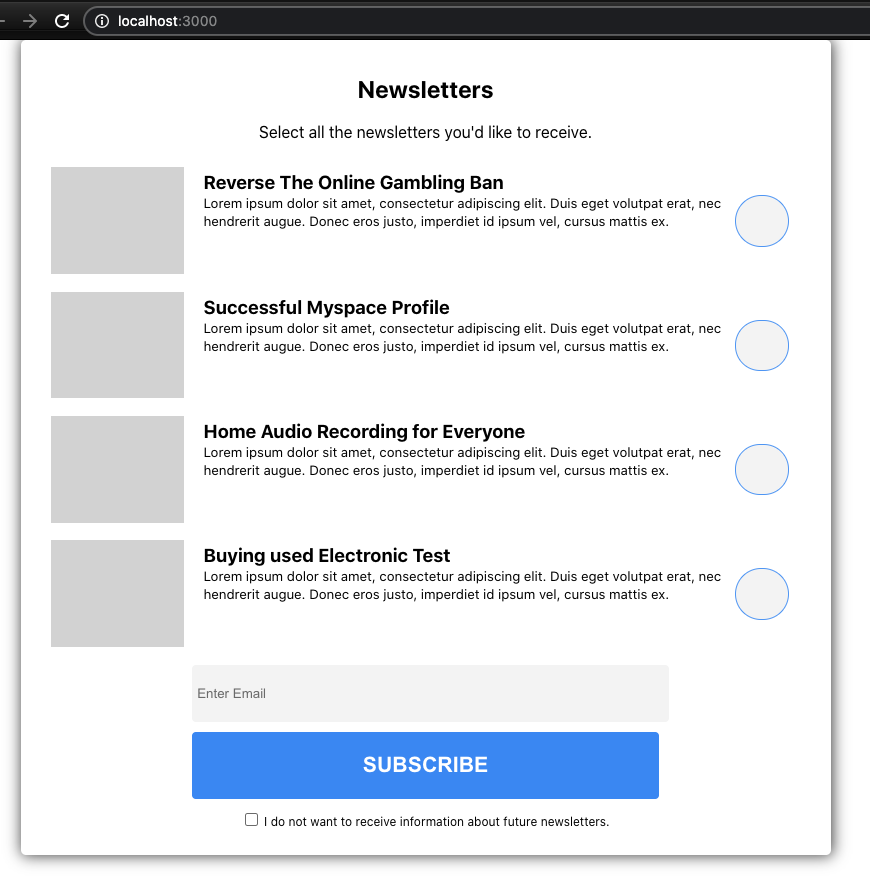 localhost:3000
Newsletters
Select all the newsletters you'd like to receive.
Reverse The Online Gambling Ban
Lorem ipsum dolor sit amet, consectetur adipiscing elit. Duis eget volutpat erat, nec
hendrerit augue. Donec eros justo, imperdiet id ipsum vel, cursus mattis ex.
Successful Myspace Profile
Lorem ipsum dolor sit amet, consectetur adipiscing elit. Duis eget volutpat erat, nec
hendrerit augue. Donec eros justo, imperdiet id ipsum vel, cursus mattis ex.
Home Audio Recording for Everyone
Lorem ipsum dolor sit amet, consectetur adipiscing elit. Duis eget volutpat erat, nec
hendrerit augue. Donec eros justo, imperdiet id ipsum vel, cursus mattis ex.
Buying used Electronic Test
Lorem ipsum dolor sit amet, consectetur adipiscing elit. Duis eget volutpat erat, nec
hendrerit augue. Donec eros justo, imperdiet id ipsum vel, cursus mattis ex.
Enter Email
SUBSCRIBE
I do not want to receive information about future newsletters.